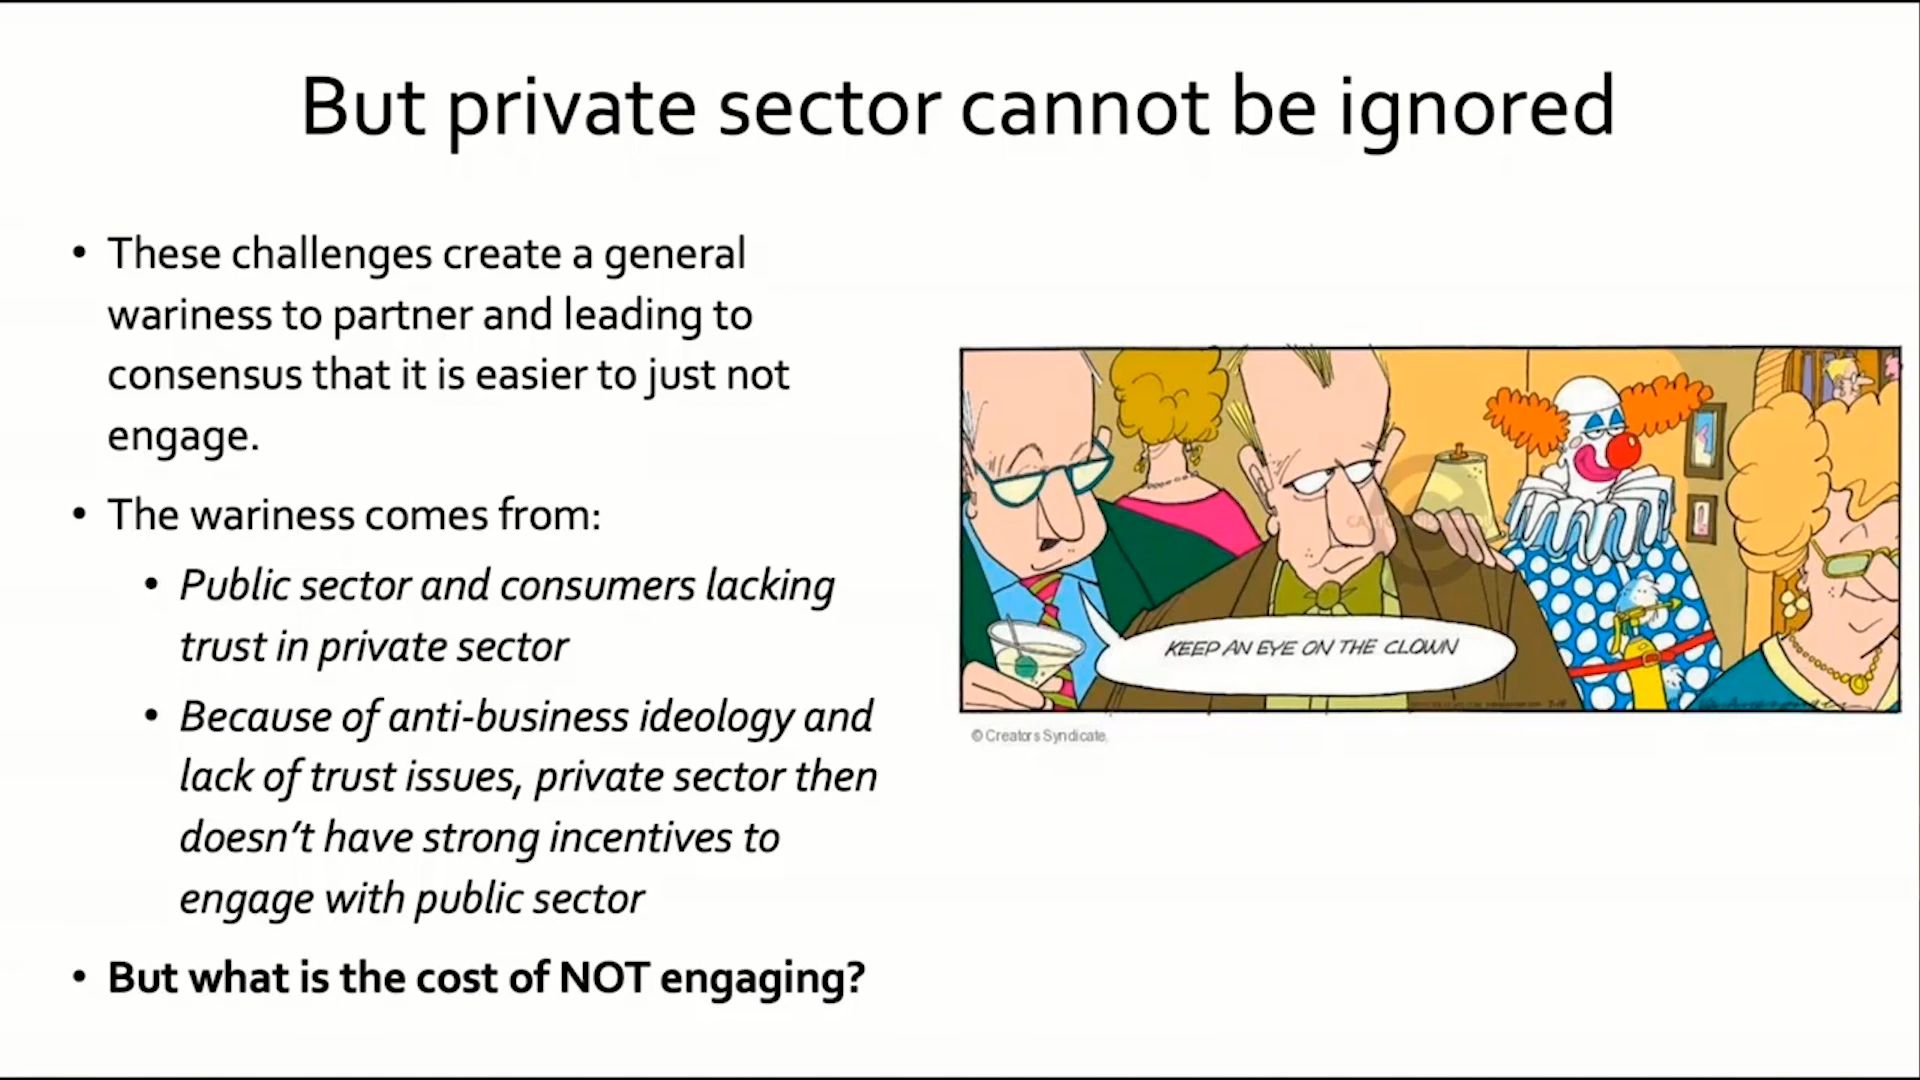 But private sector cannot be ignored
• These challenges create a general
wariness to partner and leading to
consensus that it is easier to just not
engage.
• The wariness comes from:
• Public sector and consumers lacking
trust in private sector
• Because of anti-business ideology and
lack of trust issues, private sector then
doesn’t have strong incentives to
engage with public sector
• But what is the cost of NOT engaging?
KEEP AN EYE ON THE CLOWN
© Creators Syndicate